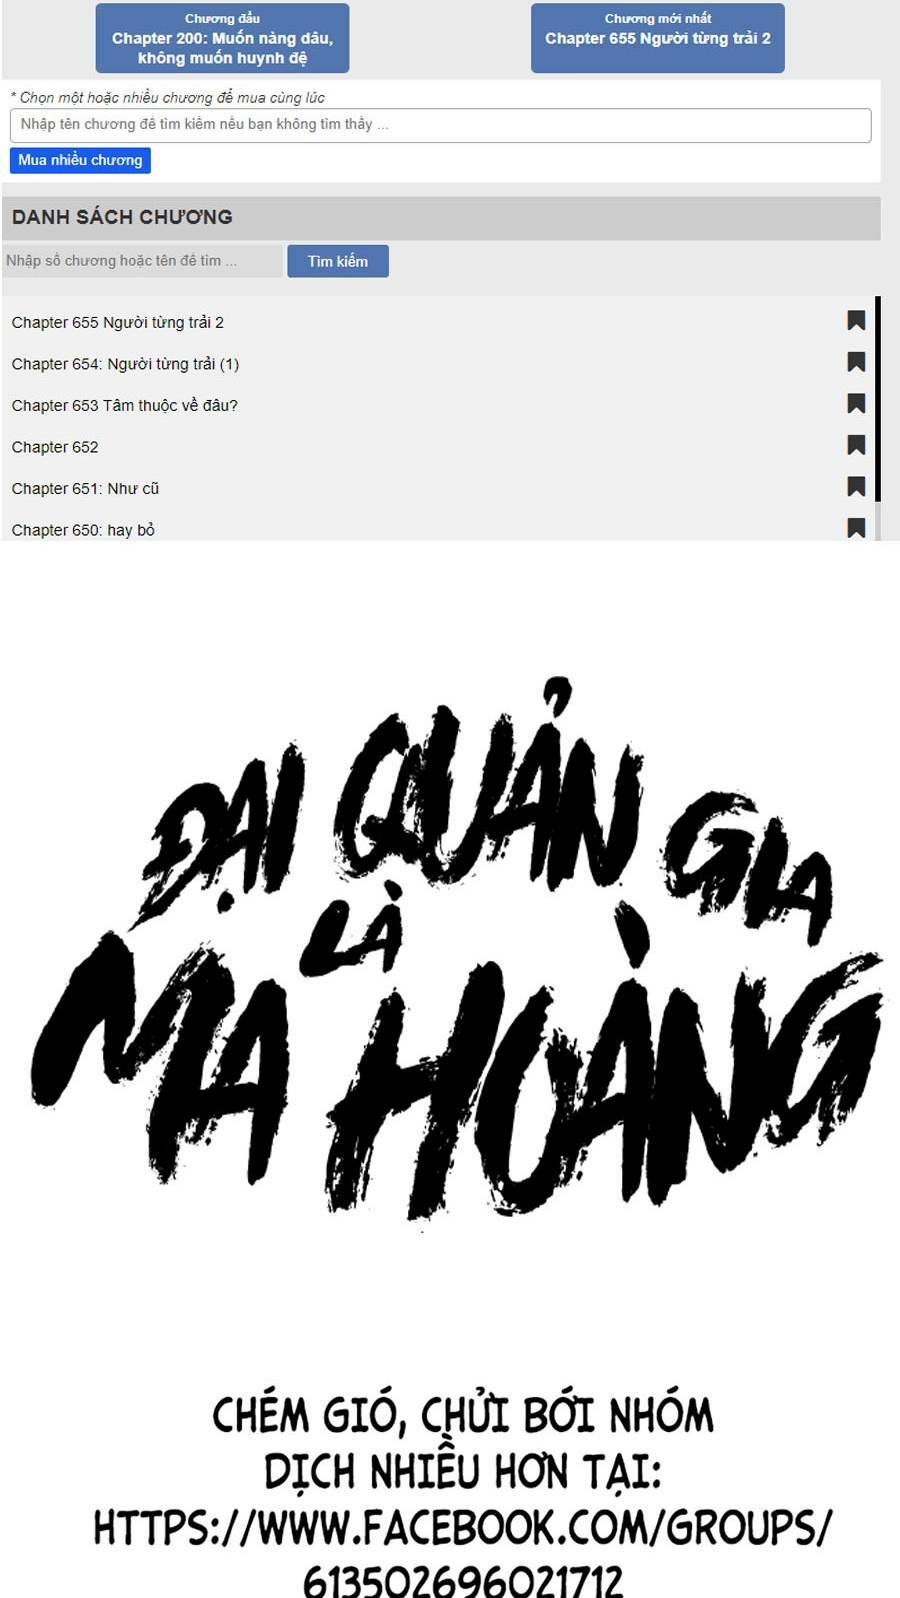 Chương đầu
Chapter 200: Muốn nàng dâu,
không muốn huynh đệ
Chương mới nhất
Chapter 655 Người từng trải 2
* Chọn một hoặc nhiều chương để mua cùng lúc
Nhập tên chương để tìm kiếm nếu bạn không tìm thấy ...
Mua nhiều chương
DANH SÁCH CHƯƠNG
Nhập số chương hoặc tên để tìm ...
Tìm kiếm
Chapter 655 Người từng trải 2
Chapter 654: Người từng trải (1)
Chapter 653 Tâm thuộc về đâu?
Chapter 652
Chapter 651: Như cũ
Chapter 650: hay bỏ
ĐẠI QUẢN GIA
LÀ
MA HOÀNG
CHÉM GIÓ, CHỬI BỚI NHÓM
DỊCH NHIỀU HƠN TẠI:
HTTPS://WWW.FACEBOOK.COM/GROUPS/
613502696021712